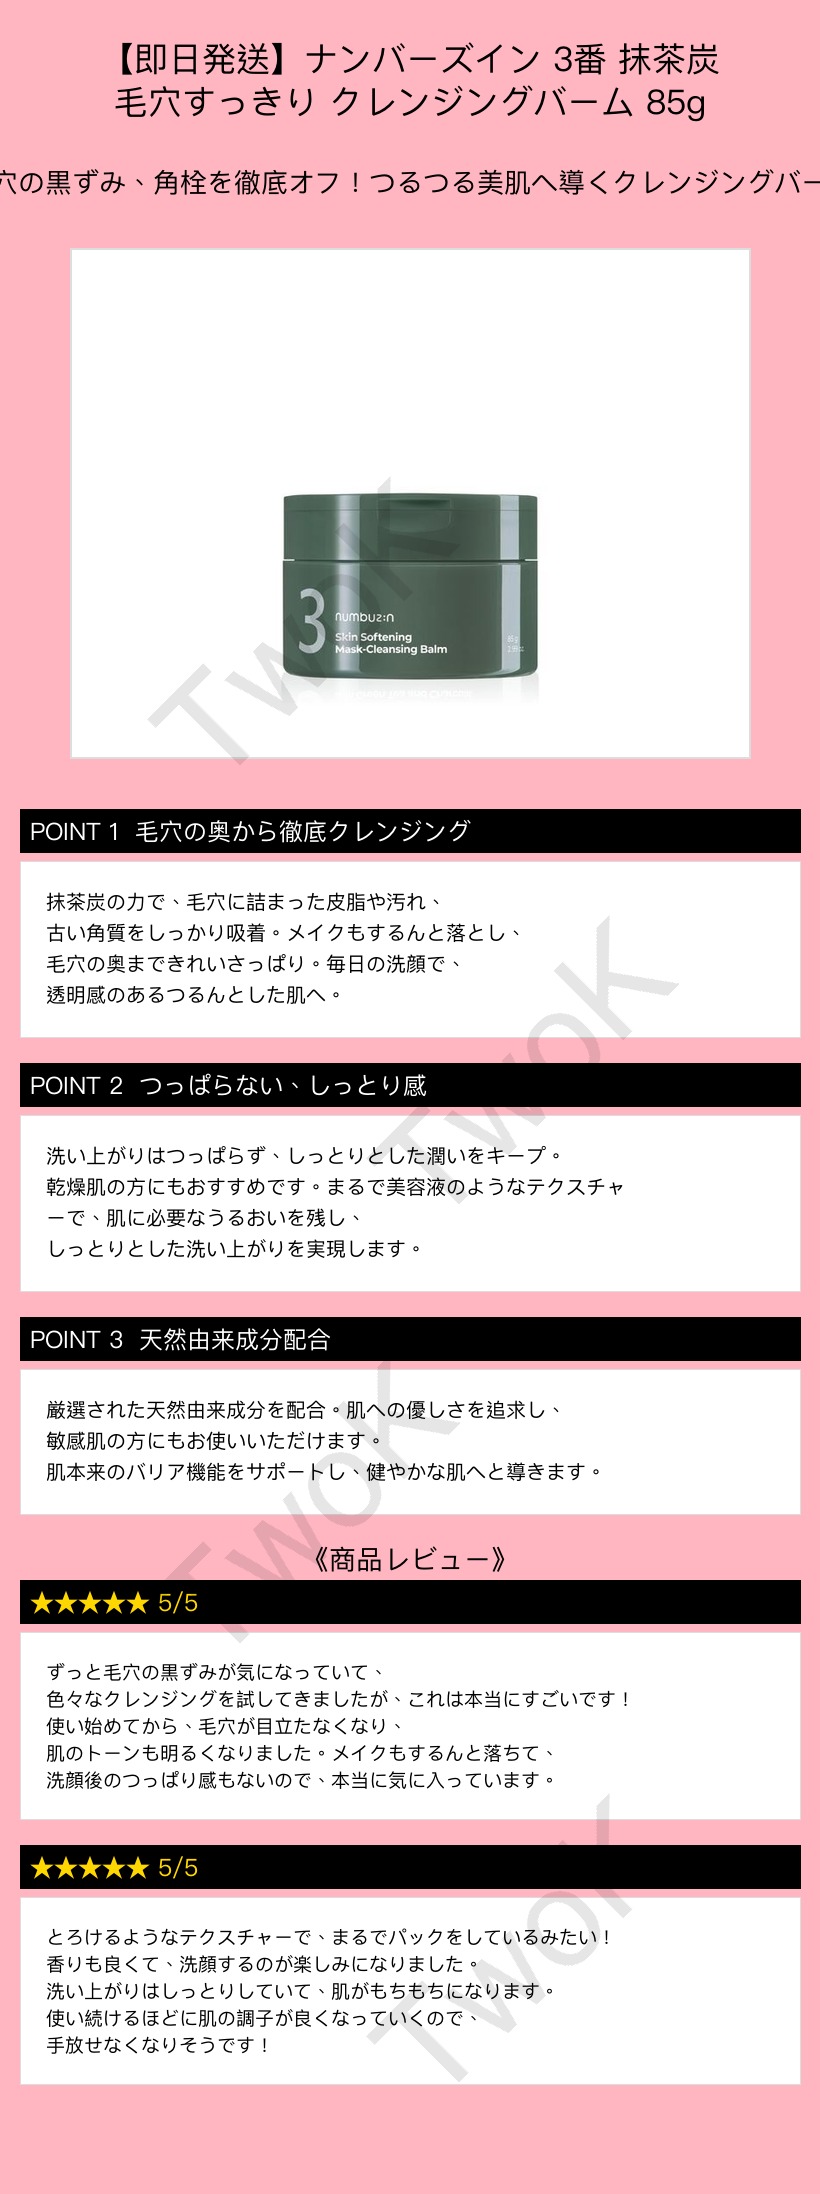 【即日発送】ナンバーズイン 3番 抹茶炭
毛穴すっきり クレンジングバーム 85g
穴の黒ずみ、角栓を徹底オフ！つるつる美肌へ導くクレンジングバー
3
numbuz:n
Skin Softening
Mask-Cleansing Balm
85 g
TwoK
POINT 1 毛穴の奥から徹底クレンジング
抹茶炭の力で、毛穴に詰まった皮脂や汚れ、
古い角質をしっかり吸着。メイクもするんと落とし、
毛穴の奥まできれいさっぱり。毎日の洗顔で、
透明感のあるつるんとした肌へ。
TwoK
POINT 2 つっぱらない、しっとり感
洗い上がりはつっぱらず、しっとりとした潤いをキープ。
乾燥肌の方にもおすすめです。まるで美容液のようなテクスチャ
ーで、肌に必要なうるおいを残し、
しっとりとした洗い上がりを実現します。
POINT 3 天然由来成分配合
厳選された天然由来成分を配合。肌への優しさを追求し、
敏感肌の方にもお使いいただけます。
肌本来のバリア機能をサポートし、健やかな肌へと導きます。
TwoK
《商品レビュー》
★★★★★ 5/5
ずっと毛穴の黒ずみが気になっていて、
色々なクレンジングを試してきましたが、これは本当にすごいです！
使い始めてから、毛穴が目立たなくなり、
肌のトーンも明るくなりました。メイクもするんと落ちて、
洗顔後のつっぱり感もないので、本当に気に入っています。
★★★★★ 5/5
とろけるようなテクスチャーで、まるでパックをしているみたい！
香りも良くて、洗顔するのが楽しみになりました。
洗い上がりはしっとりしていて、肌がもちもちになります。
使い続けるほどに肌の調子が良くなっていくので、
手放せなくなりそうです！
TwoK